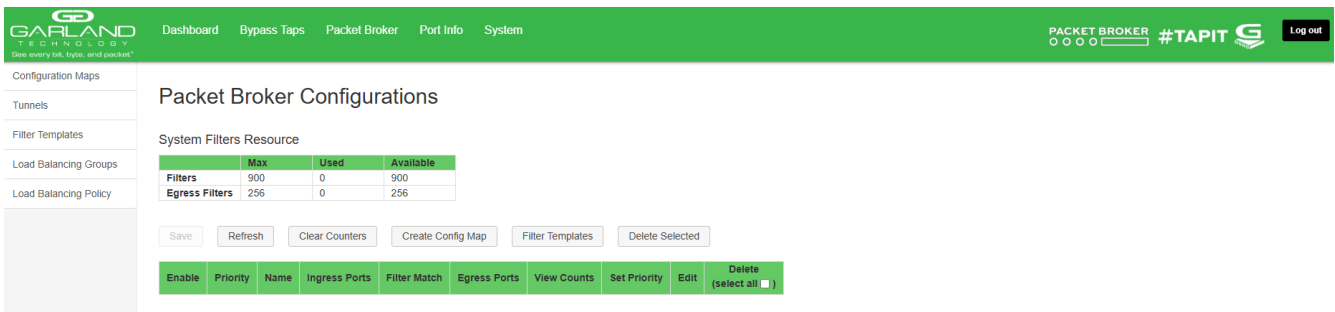 GARLAND
TECHNOLOGY
See every bit, byte, and packet®
Dashboard Bypass Taps Packet Broker Port Info System
PACKET BROKER #TAPIT
Log out
Configuration Maps
Tunnels
Filter Templates
Load Balancing Groups
Load Balancing Policy
Packet Broker Configurations
System Filters Resource
Max Used Available
Filters 900 0 900
Egress Filters 256 0 256
Save Refresh Clear Counters Create Config Map Filter Templates Delete Selected
Enable Priority Name Ingress Ports Filter Match Egress Ports View Counts Set Priority Edit Delete
(select all )